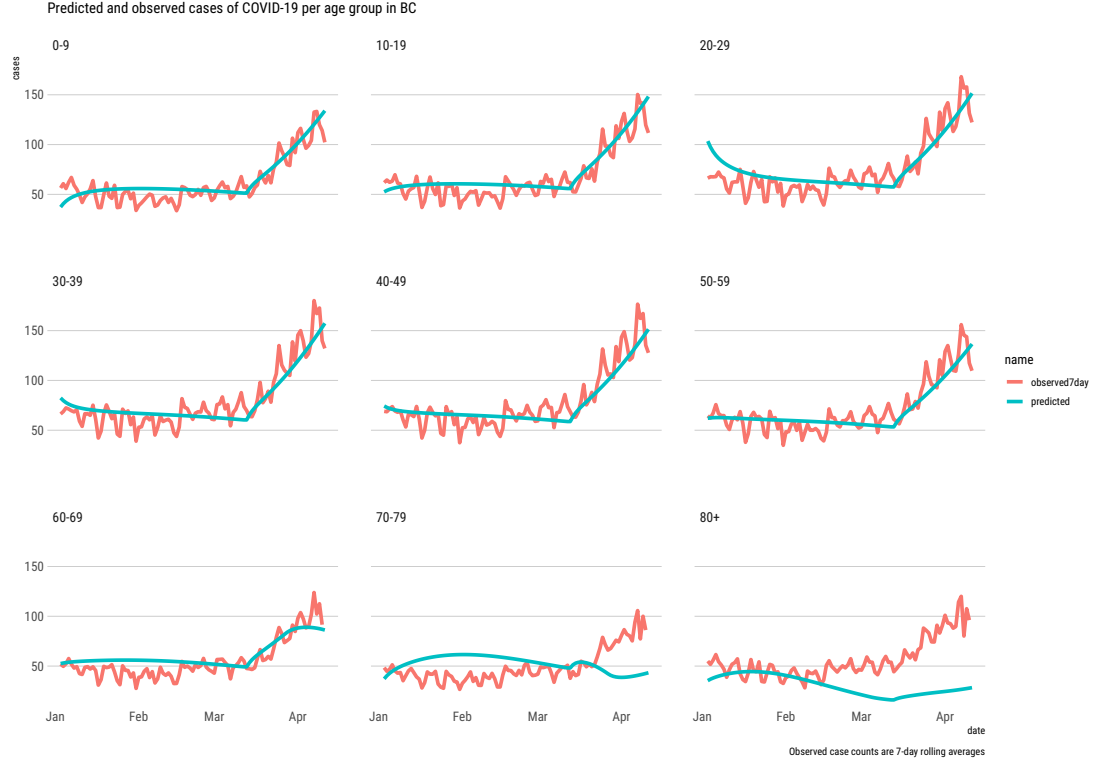 Predicted and observed cases of COVID-19 per age group in BC
0-9
10-19
20-29
cases
150
100
50
30-39
40-49
50-59
150
100
50
name
observed7day
predicted
60-69
70-79
80+
150
100
50
Jan Feb Mar Apr
Jan Feb Mar Apr
Jan Feb Mar Apr
date
Observed case counts are 7-day rolling averages